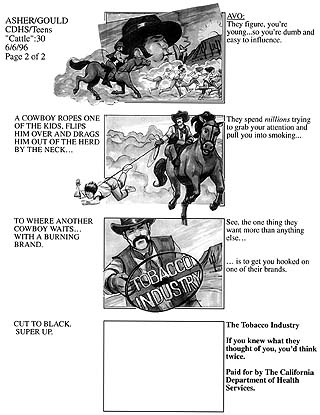 ASHER/GOULD
CDHS/Teens
"Cattle":30
6/6/96
Page 2 of 2
AVO:
They figure, you're
young...so you're dumb and
easy to influence.
A COWBOY ROPES ONE
OF THE KIDS, FLIPS
HIM OVER AND DRAGS
HIM OUT OF THE HERD
BY THE NECK...
They spend millions trying
to grab your attention and
pull you into smoking...
TO WHERE ANOTHER
COWBOY WAITS...
WITH A BURNING
BRAND.
TOBACCO
INDUSTRY
See, the one thing they
want more than anything
else...
... is to get you hooked on
one of their brands.
CUT TO BLACK.
SUPER UP.
The Tobacco Industry
If you knew what they
thought of you, you'd think
twice.
Paid for by The California
Department of Health
Services.